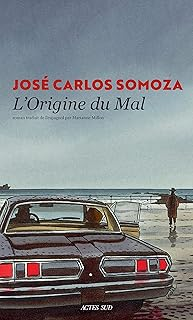 JOSÉ CARLOS SOMOZA
L'Origine du Mal
roman traduit de l'espagnol par Marianne Millon
ACTES SUD